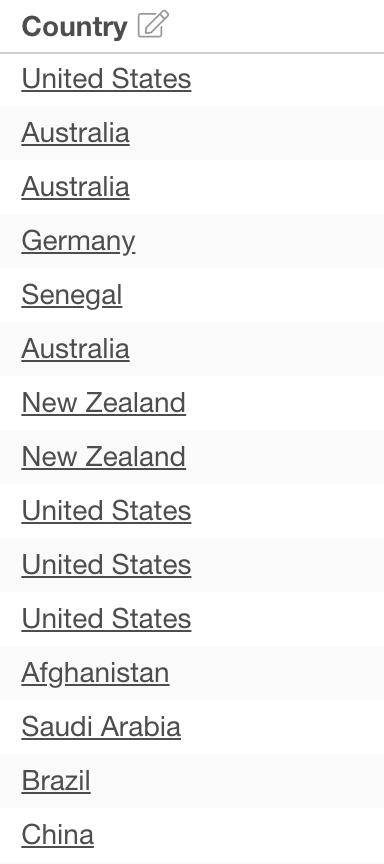 Country
United States
Australia
Australia
Germany
Senegal
Australia
New Zealand
New Zealand
United States
United States
United States
Afghanistan
Saudi Arabia
Brazil
China